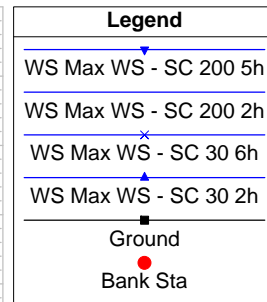 Legend
WS Max WS - SC 200 5h
WS Max WS - SC 200 2h
WS Max WS - SC 30 6h
WS Max WS - SC 30 2h
Ground
Bank Sta